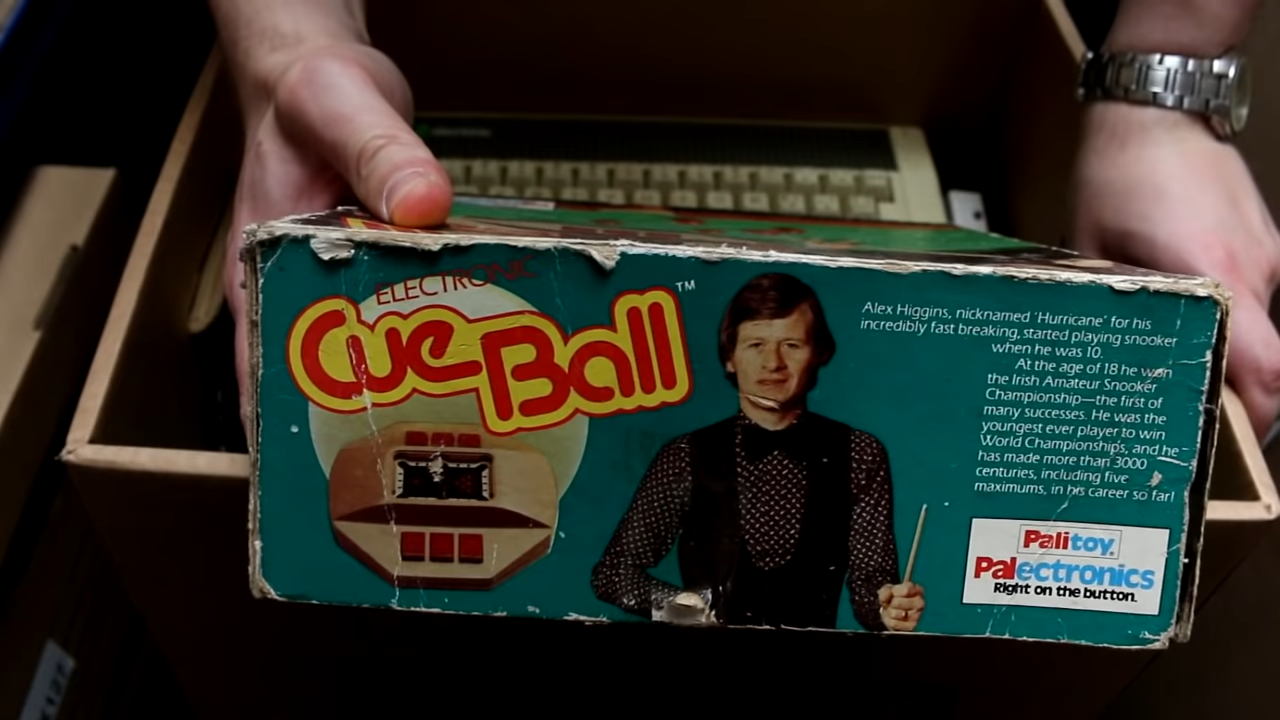 ELECTRONIC
Cue Ball™
Alex Higgins, nicknamed 'Hurricane' for his
incredibly fast breaking, started playing snooker
when he was 10.
At the age of 18 he won
the Irish Amateur Snooker
Championship—the first of
many successes. He was the
youngest ever player to win
World Championships, and he
has made more than 3000
centuries, including five
maximums, in his career so far!
Palitoy.
Palectronics
Right on the button.